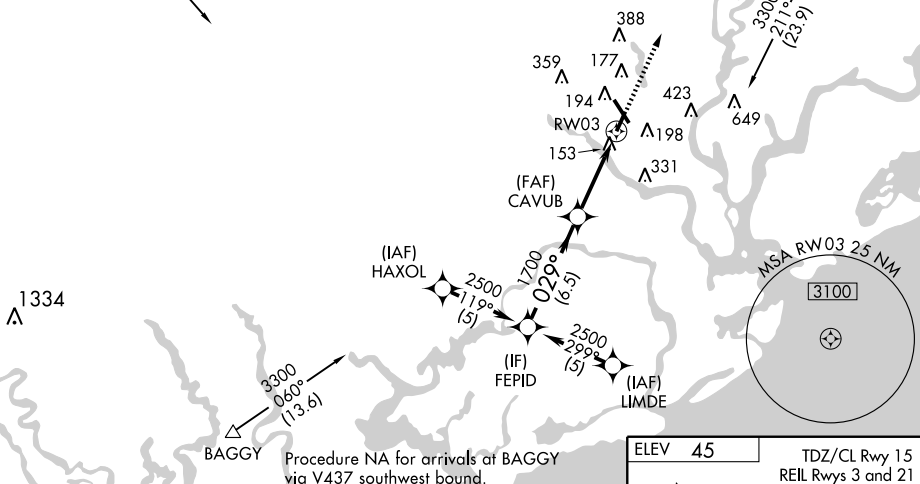 388
3300
211°
(23.9)
359
177
194
423
649
RW03
198
153
331
(FAF)
CAVUB
MSA RW03 25 NM
3100
(IAF)
HAXOL
1700
029°
(6.5)
2500
119°
(5)
1334
2500
299°
(5)
(IF)
FEPID
(IAF)
LIMDE
3300
060°
(13.6)
BAGGY
Procedure NA for arrivals at BAGGY
via V437 southwest bound.
ELEV 45
TDZ/CL Rwy 15
REIL Rwys 3 and 21